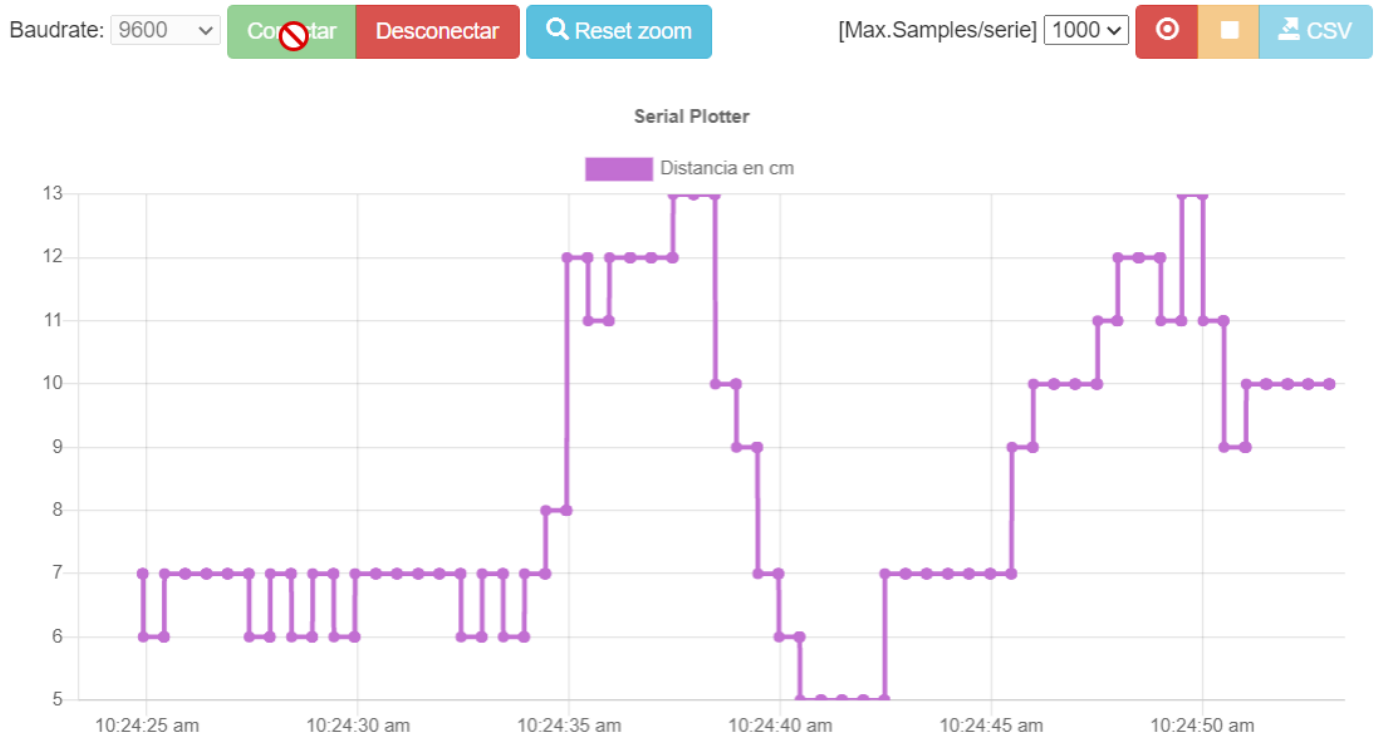 Baudrate: 9600 Conectar Desconectar Reset zoom [Max.Samples/serie] 1000 CSV
Serial Plotter
Distancia en cm
13
12
11
10
9
8
7
6
5
10:24:25 am 10:24:30 am 10:24:35 am 10:24:40 am 10:24:45 am 10:24:50 am